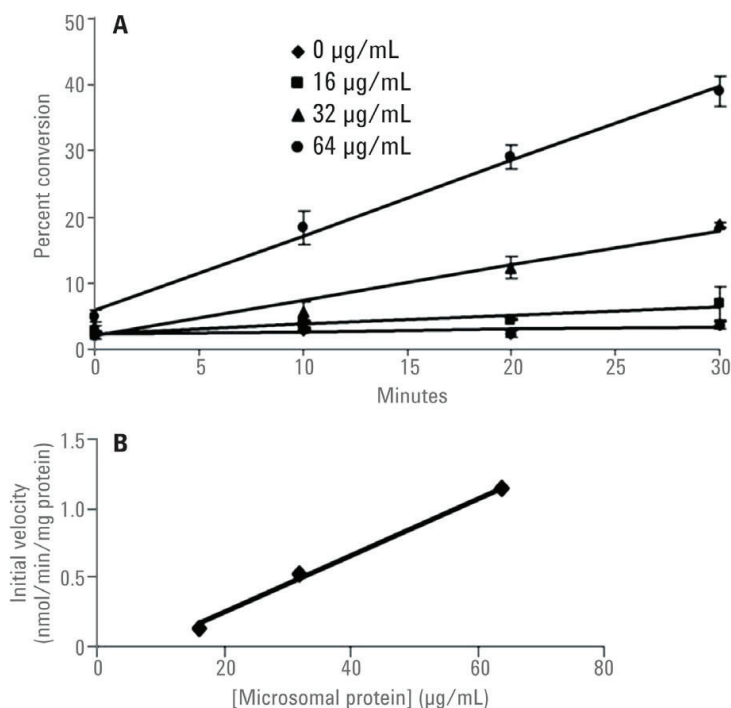 A
50
40
30
20
10
0
Percent conversion
0 µg/mL
16 µg/mL
32 µg/mL
64 µg/mL
0 5 10 15 20 25 30
Minutes
B
1.5
1.0
0.5
0
Initial velocity
(nmol/min/mg protein)
0 20 40 60 80
[Microsomal protein] (µg/mL)